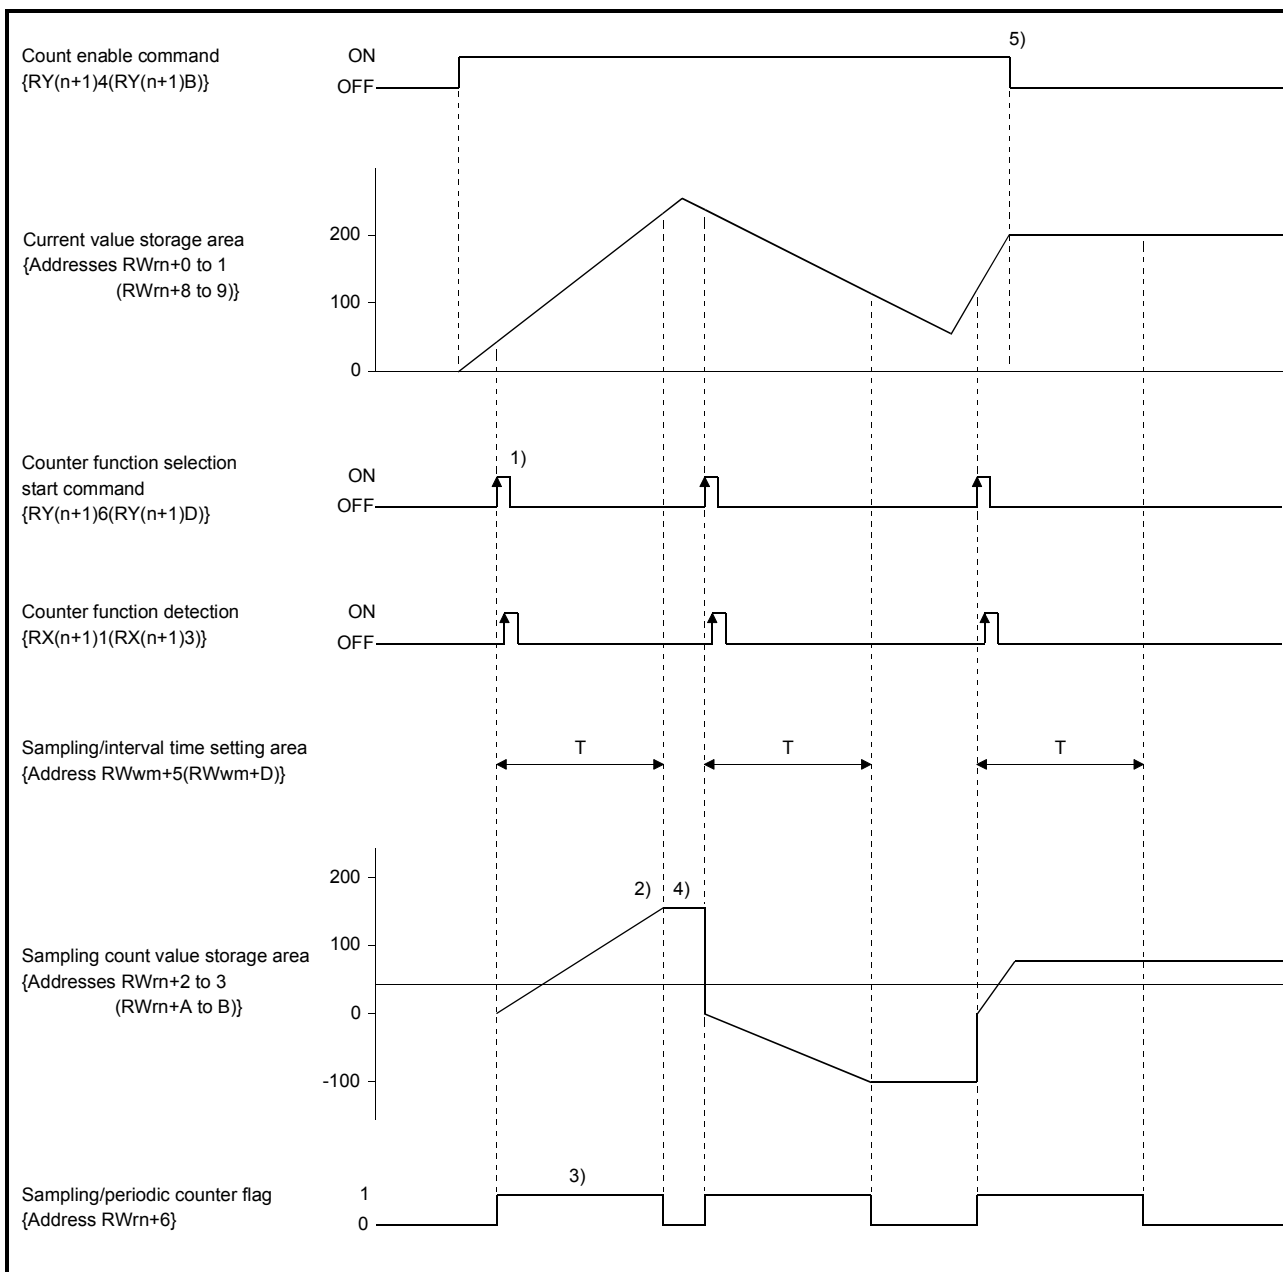 Count enable command
{RY(n+1)4(RY(n+1)B)}
ON
OFF
5)
Current value storage area
{Addresses RWrn+0 to 1
(RWrn+8 to 9)}
200
100
0
Counter function selection
start command
{RY(n+1)6(RY(n+1)D)}
ON
OFF
1)
Counter function detection
{RX(n+1)1(RX(n+1)3)}
ON
OFF
Sampling/interval time setting area
{Address RWwm+5(RWwm+D)}
T
T
T
Sampling count value storage area
{Addresses RWrn+2 to 3
(RWrn+A to B)}
200
100
0
-100
2)
4)
Sampling/periodic counter flag
{Address RWrn+6}
1
0
3)